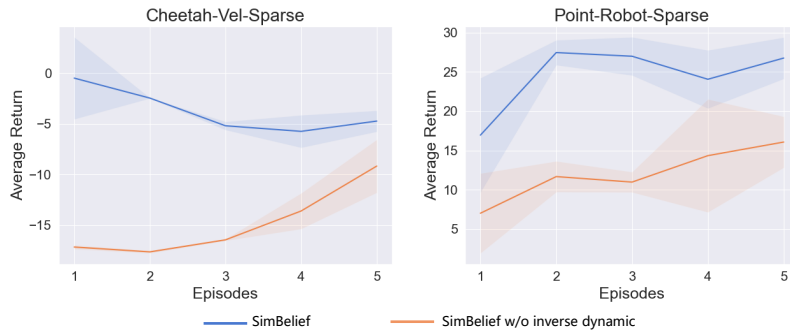 Cheetah-Vel-Sparse
Average Return
0
−5
−10
−15
1 2 3 4 5
Episodes
Point-Robot-Sparse
Average Return
30
25
20
15
10
5
1 2 3 4 5
Episodes
SimBelief
SimBelief w/o inverse dynamic